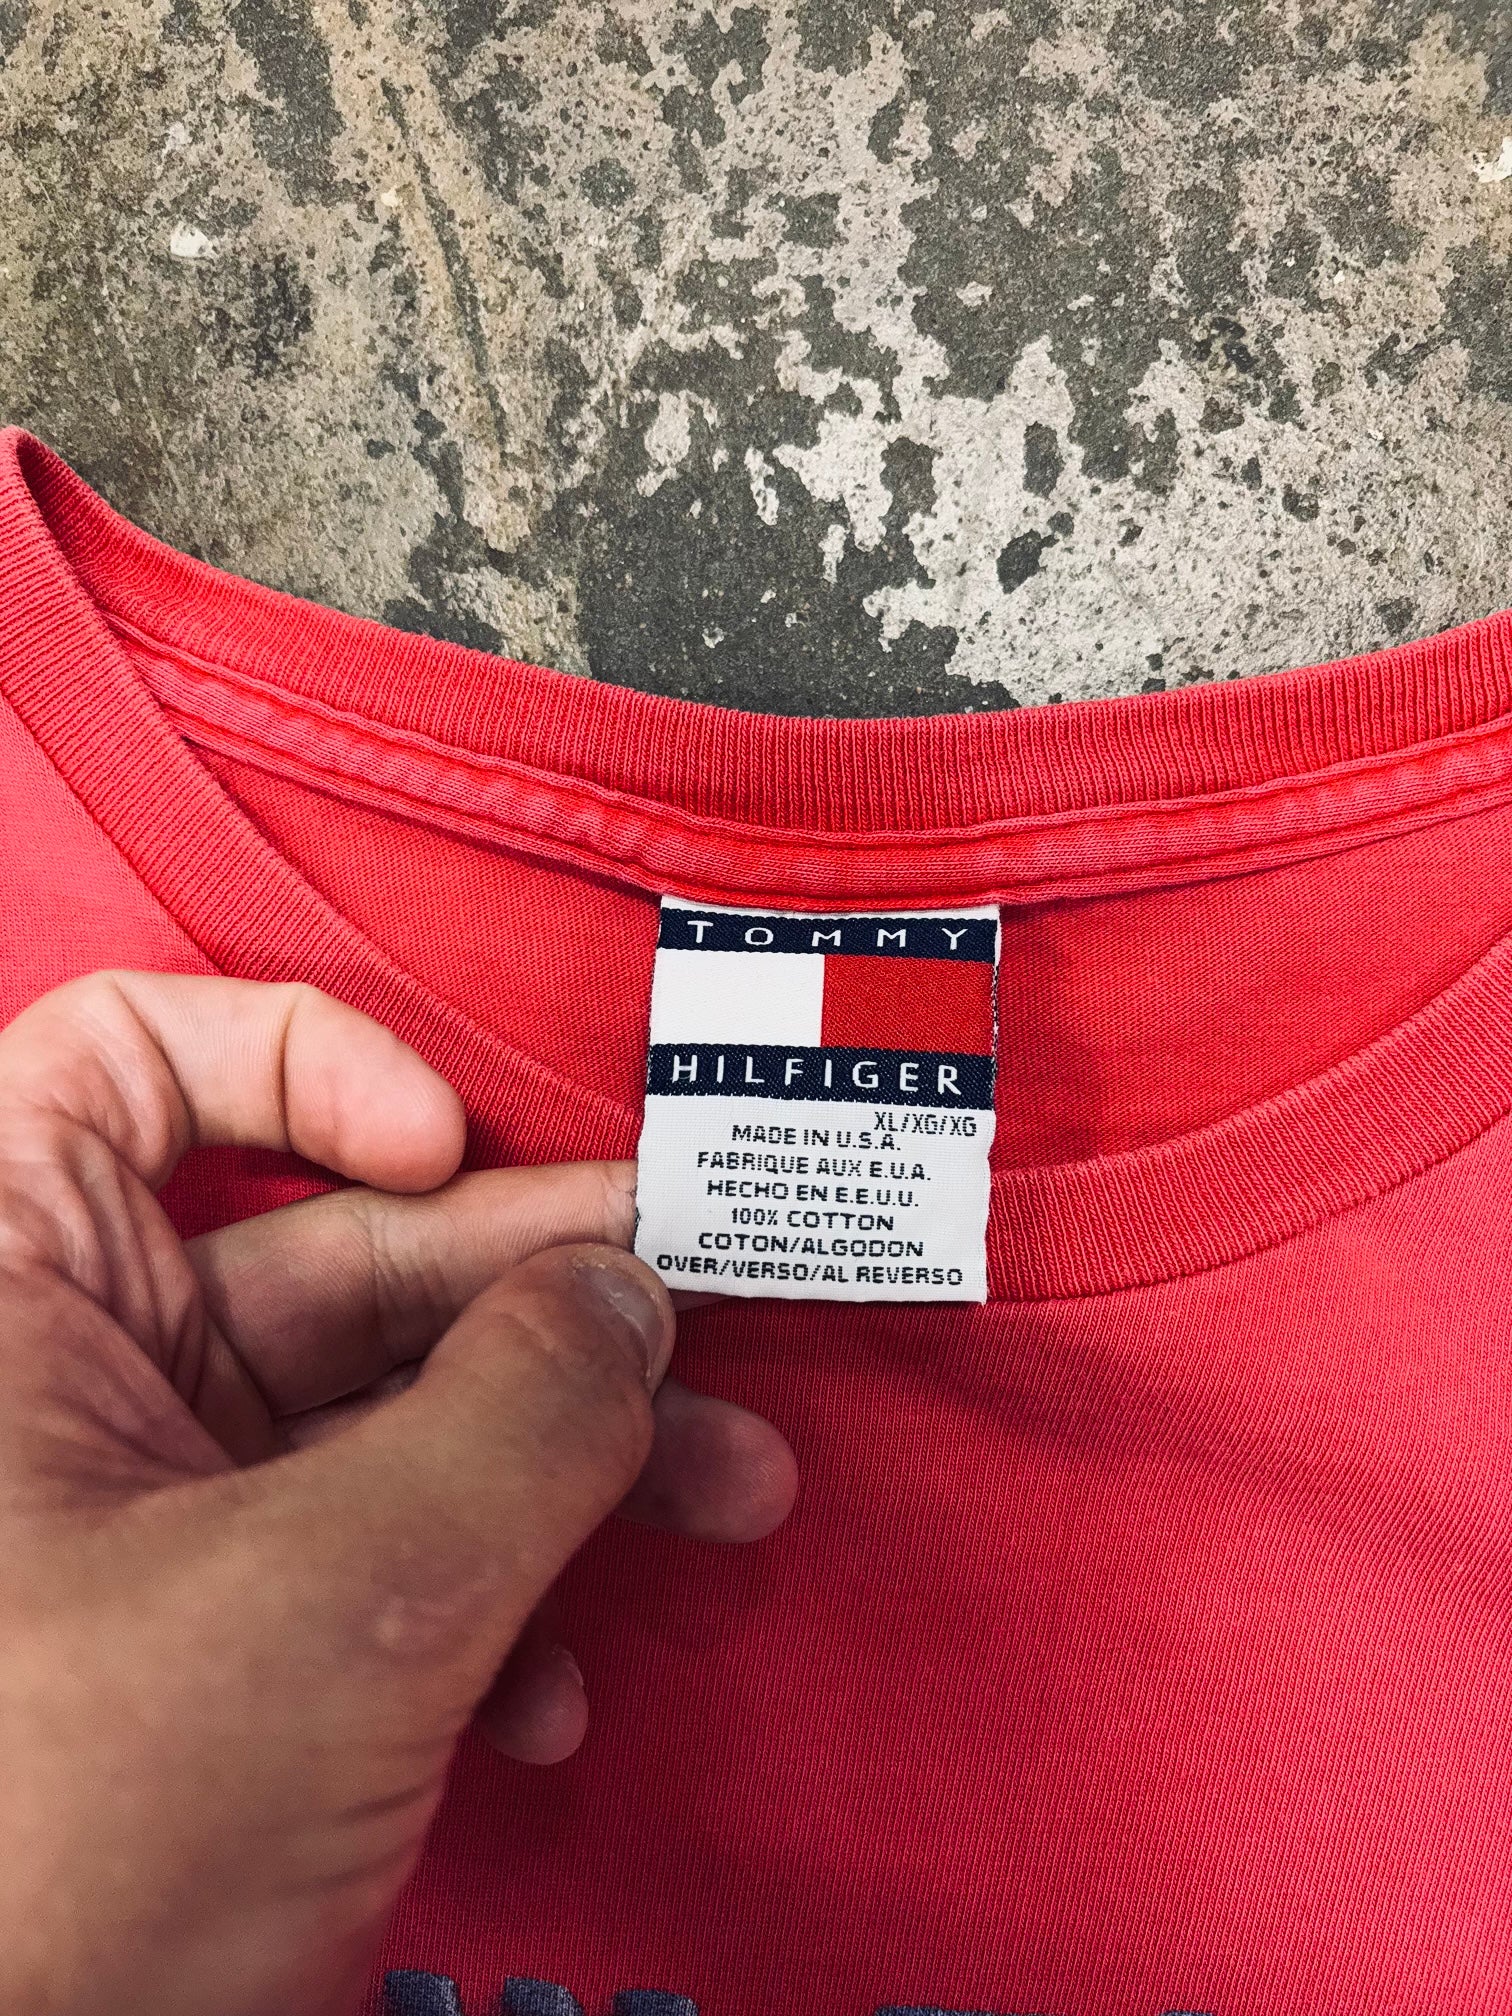 TOMMY
HILFIGER
XL/XG/XG
MADE IN U.S.A.
FABRIQUE AUX E.U.A.
HECHO EN E.E.U.U.
100% COTTON
COTON/ALGODON
OVER/VERSO/AL REVERSO